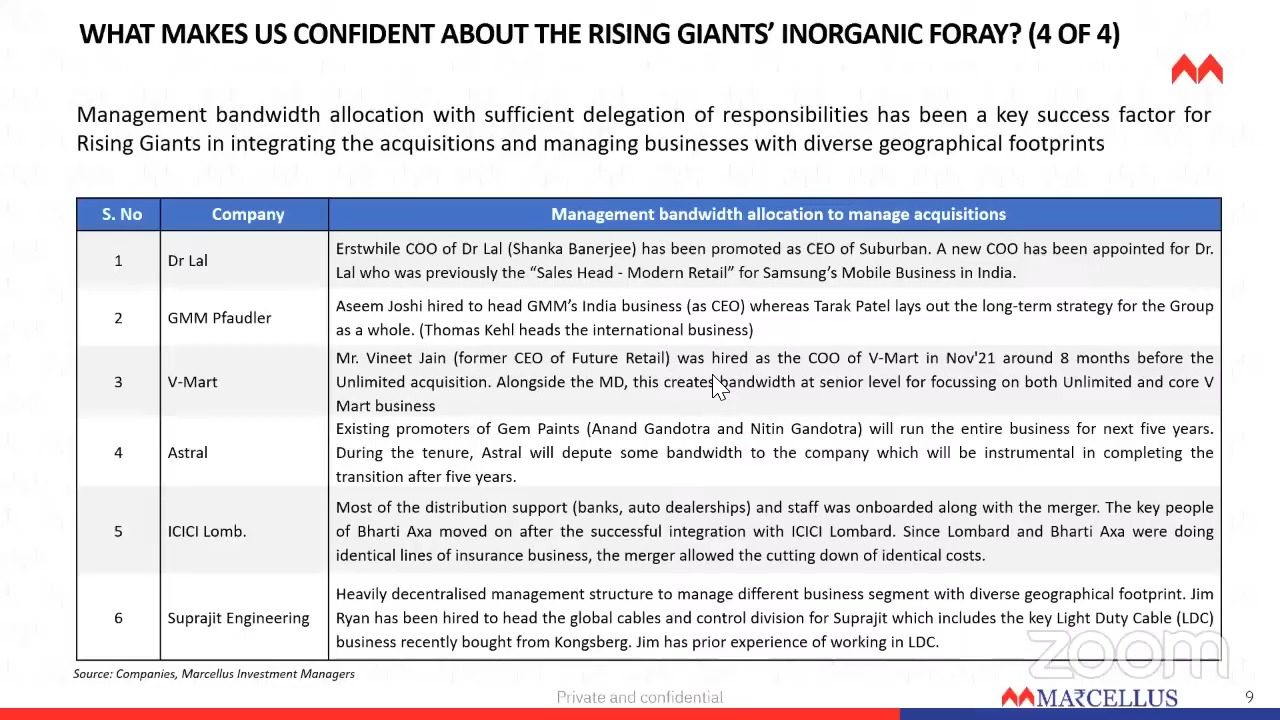 WHAT MAKES US CONFIDENT ABOUT THE RISING GIANTS' INORGANIC FORAY? (4 OF 4)
Management bandwidth allocation with sufficient delegation of responsibilities has been a key success factor for
Rising Giants in integrating the acquisitions and managing businesses with diverse geographical footprints
S. No Company Management bandwidth allocation to manage acquisitions
1 Dr Lal Erstwhile COO of Dr Lal (Shanka Banerjee) has been promoted as CEO of Suburban. A new COO has been appointed for Dr.
Lal who was previously the "Sales Head - Modern Retail" for Samsung's Mobile Business in India.
2 GMM Pfaudler Aseem Joshi hired to head GMM's India business (as CEO) whereas Tarak Patel lays out the long-term strategy for the Group
as a whole. (Thomas Kehl heads the international business)
3 V-Mart Mr. Vineet Jain (former CEO of Future Retail) was hired as the COO of V-Mart in Nov'21 around 8 months before the
Unlimited acquisition. Alongside the MD, this creates bandwidth at senior level for focussing on both Unlimited and core V
Mart business
4 Astral Existing promoters of Gem Paints (Anand Gandotra and Nitin Gandotra) will run the entire business for next five years.
During the tenure, Astral will depute some bandwidth to the company which will be instrumental in completing the
transition after five years.
5 ICICI Lomb. Most of the distribution support (banks, auto dealerships) and staff was onboarded along with the merger. The key people
of Bharti Axa moved on after the successful integration with ICICI Lombard. Since Lombard and Bharti Axa were doing
identical lines of insurance business, the merger allowed the cutting down of identical costs.
6 Suprajit Engineering Heavily decentralised management structure to manage different business segment with diverse geographical footprint. Jim
Ryan has been hired to head the global cables and control division for Suprajit which includes the key Light Duty Cable (LDC)
business recently bought from Kongsberg. Jim has prior experience of working in LDC.
zoom
Source: Companies, Marcellus Investment Managers
Private and confidential
MARCELLUS
9